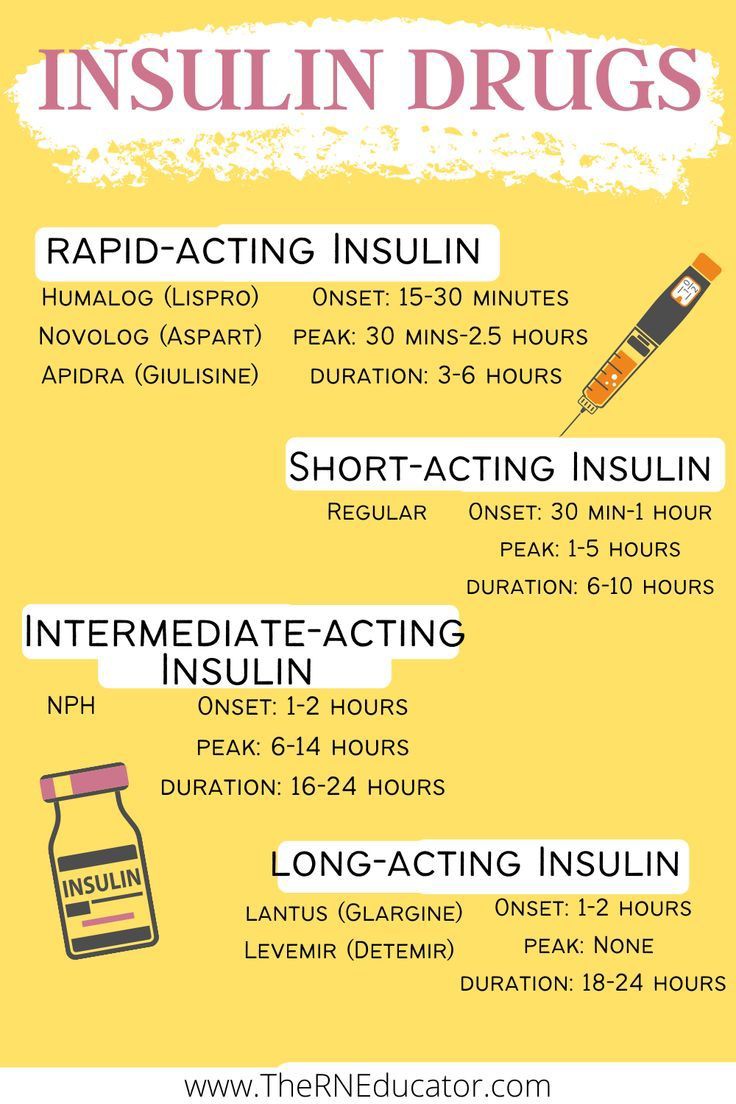 INSULIN DRUGS
RAPID-ACTING INSULIN
HUMALOG (LISPRO)
NOVOLOG (ASPART)
APIDRA (GIULISINE)
ONSET: 15-30 MINUTES
PEAK: 30 MINS-2.5 HOURS
DURATION: 3-6 HOURS
SHORT-ACTING INSULIN
REGULAR
ONSET: 30 MIN-1 HOUR
PEAK: 1-5 HOURS
DURATION: 6-10 HOURS
INTERMEDIATE-ACTING
INSULIN
NPH
ONSET: 1-2 HOURS
PEAK: 6-14 HOURS
DURATION: 16-24 HOURS
INSULIN
LONG-ACTING INSULIN
LANTUS (GLARGINE)
LEVEMIR (DETEMIR)
ONSET: 1-2 HOURS
PEAK: NONE
DURATION: 18-24 HOURS
www.TheRNEducator.com